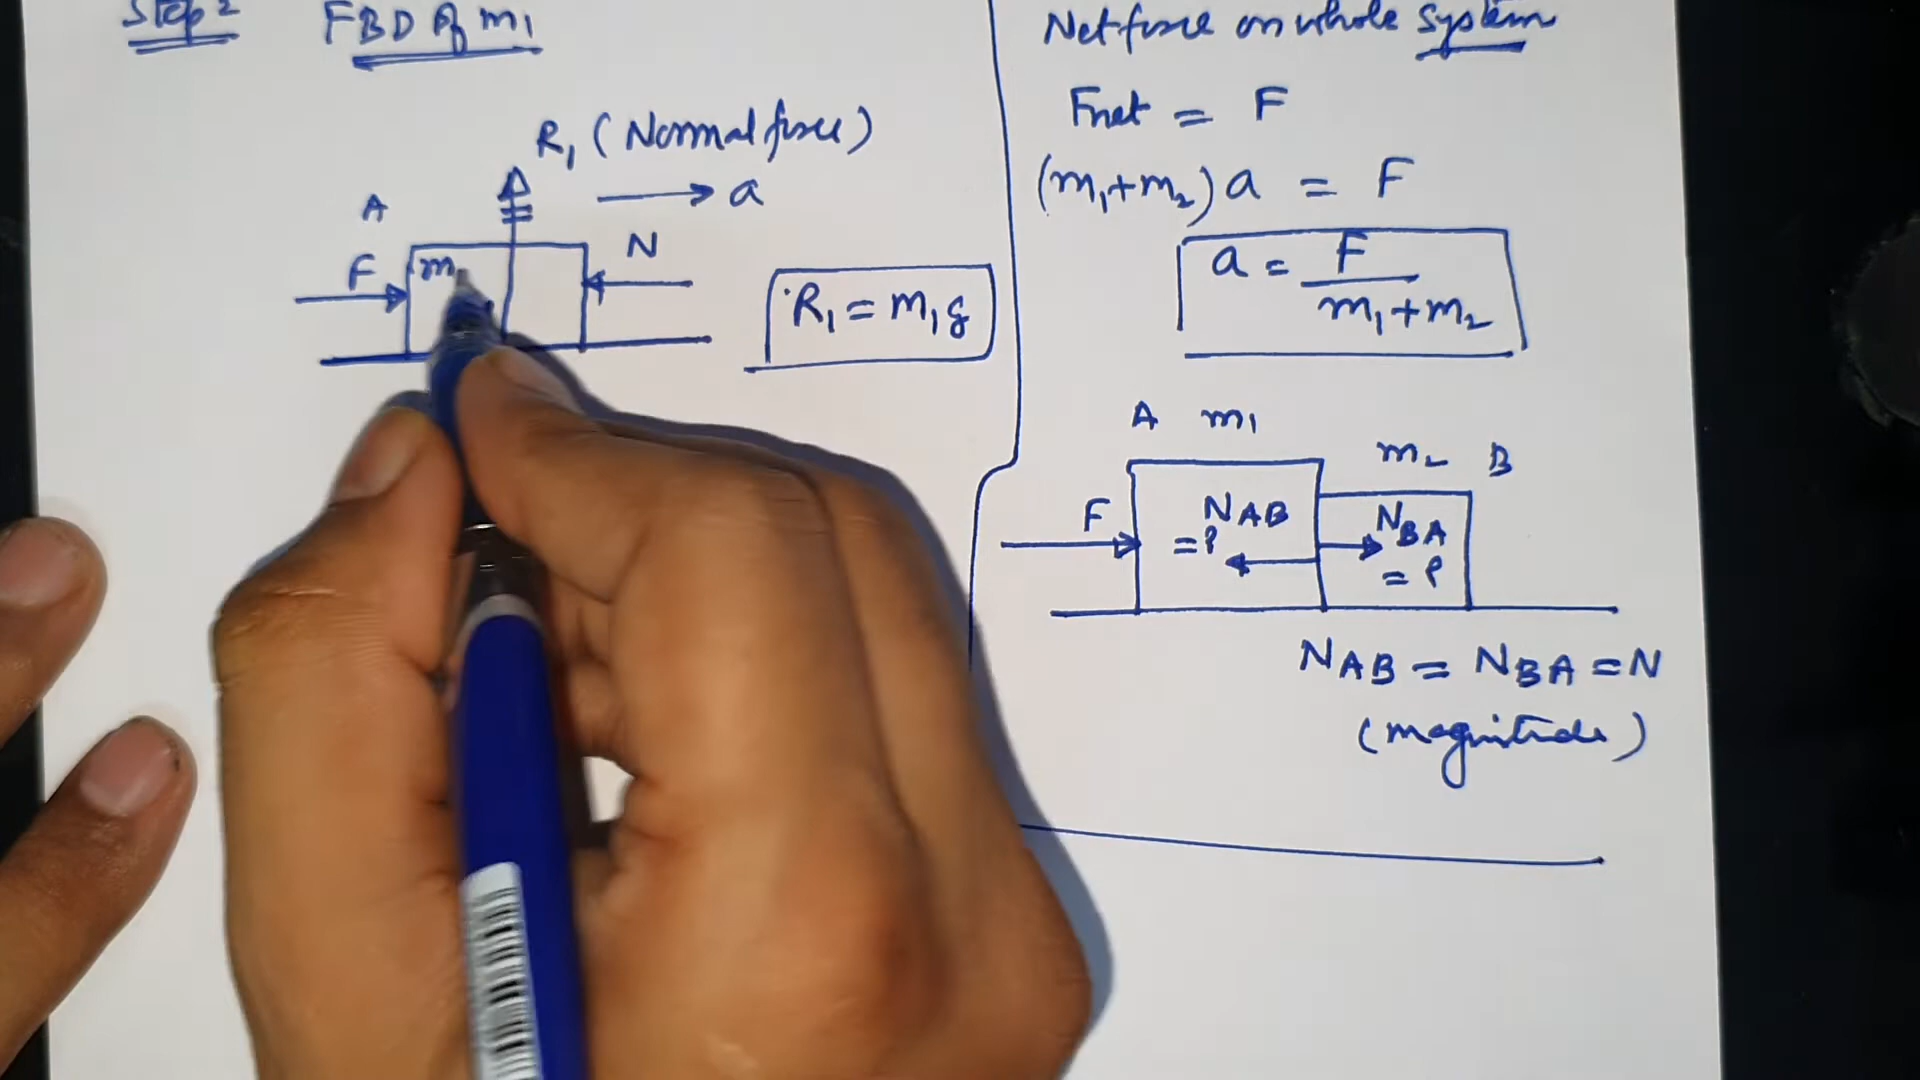 Step 2
FBD of m1
R1 (Normal force)
a
A
F
m
N
R1 = m1g
Net force on whole system
Fnet = F
(m1+m2) a = F
a = F
m1+m2
A m1
m2 B
F
NAB
= ?
NBA
= ?
NAB = NBA = N
(magnitude)